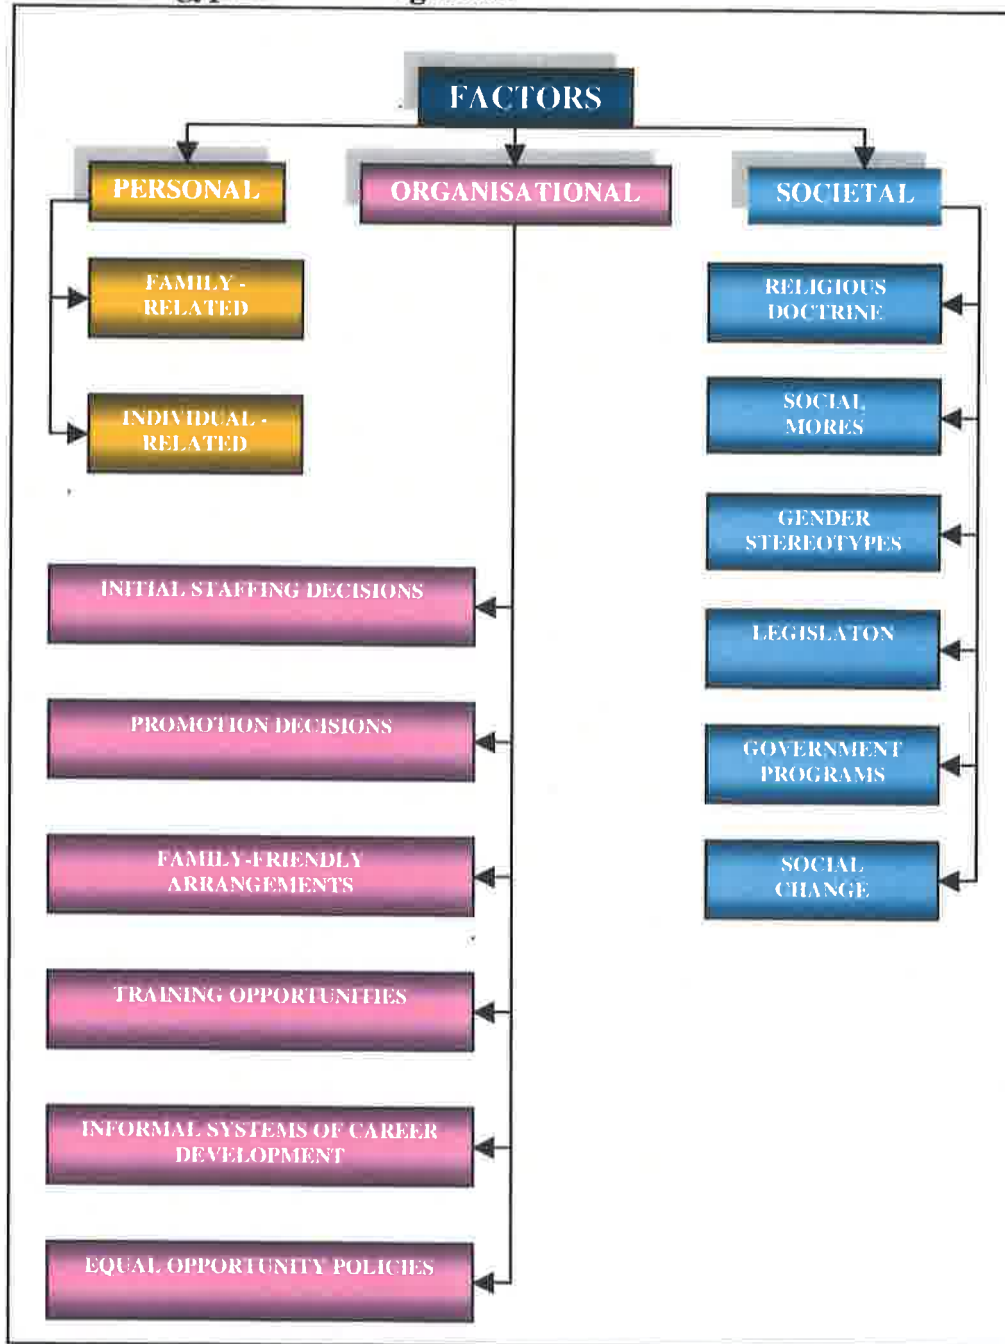 FACTORS
PERSONAL
ORGANISATIONAL
SOCIETAL
FAMILY -
RELATED
INDIVIDUAL -
RELATED
INITIAL STAFFING DECISIONS
PROMOTION DECISIONS
FAMILY-FRIENDLY
ARRANGEMENTS
TRAINING OPPORTUNITIES
INFORMAL SYSTEMS OF CAREER
DEVELOPMENT
EQUAL OPPORTUNITY POLICIES
RELIGIOUS
DOCTRINE
SOCIAL
MORES
GENDER
STEREOTYPES
LEGISLATON
GOVERNMENT
PROGRAMS
SOCIAL
CHANGE